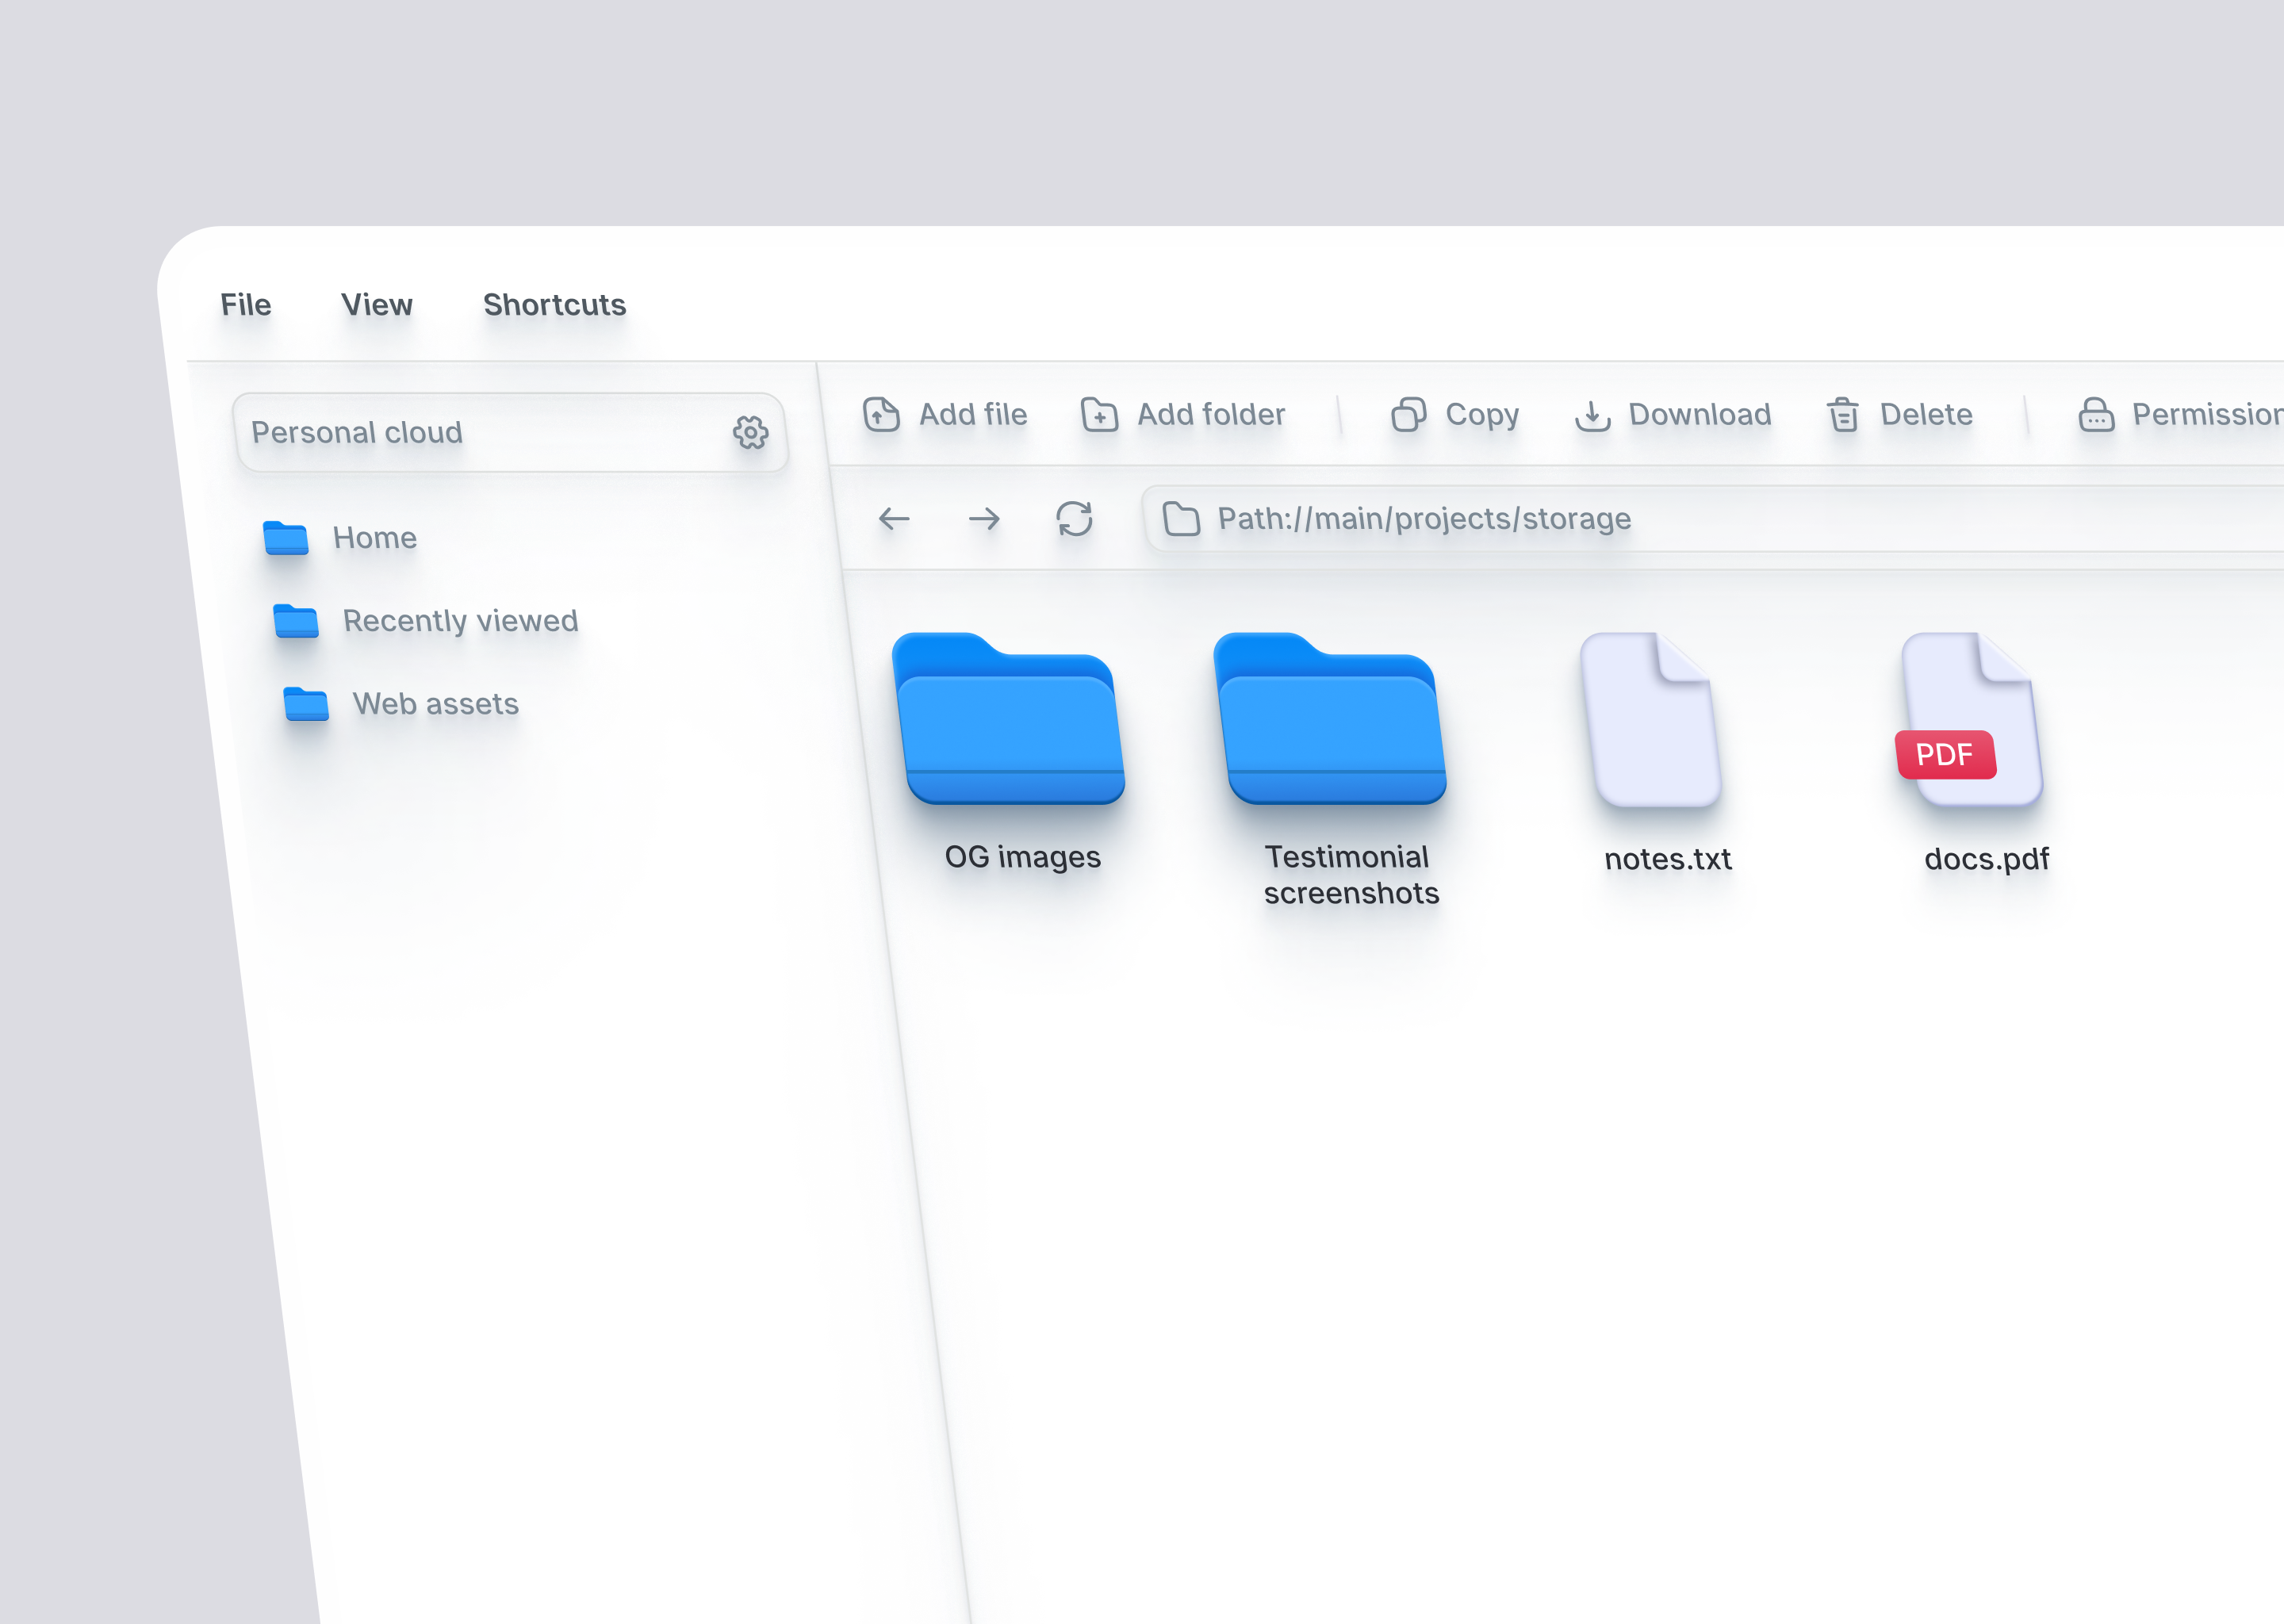 File View Shortcuts
Personal cloud
Home
Recently viewed
Web assets
Add file Add folder Copy Download Delete Permission
Path://main/projects/storage
OG images
Testimonial
screenshots
notes.txt
PDF
docs.pdf